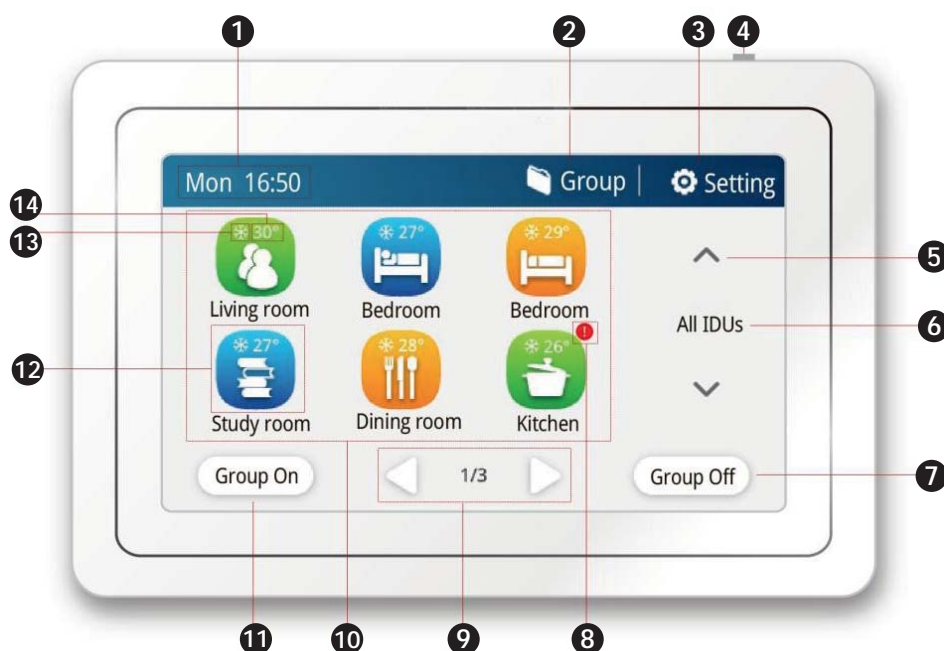 1 2 3 4
Mon 16:50 Group Setting
14
13
30° 27° 29°
5
Living room Bedroom Bedroom
All IDUs 6
12
27° 28° 26° !
Study room Dining room Kitchen
Group On 1/3 Group Off 7
11 10 9 8